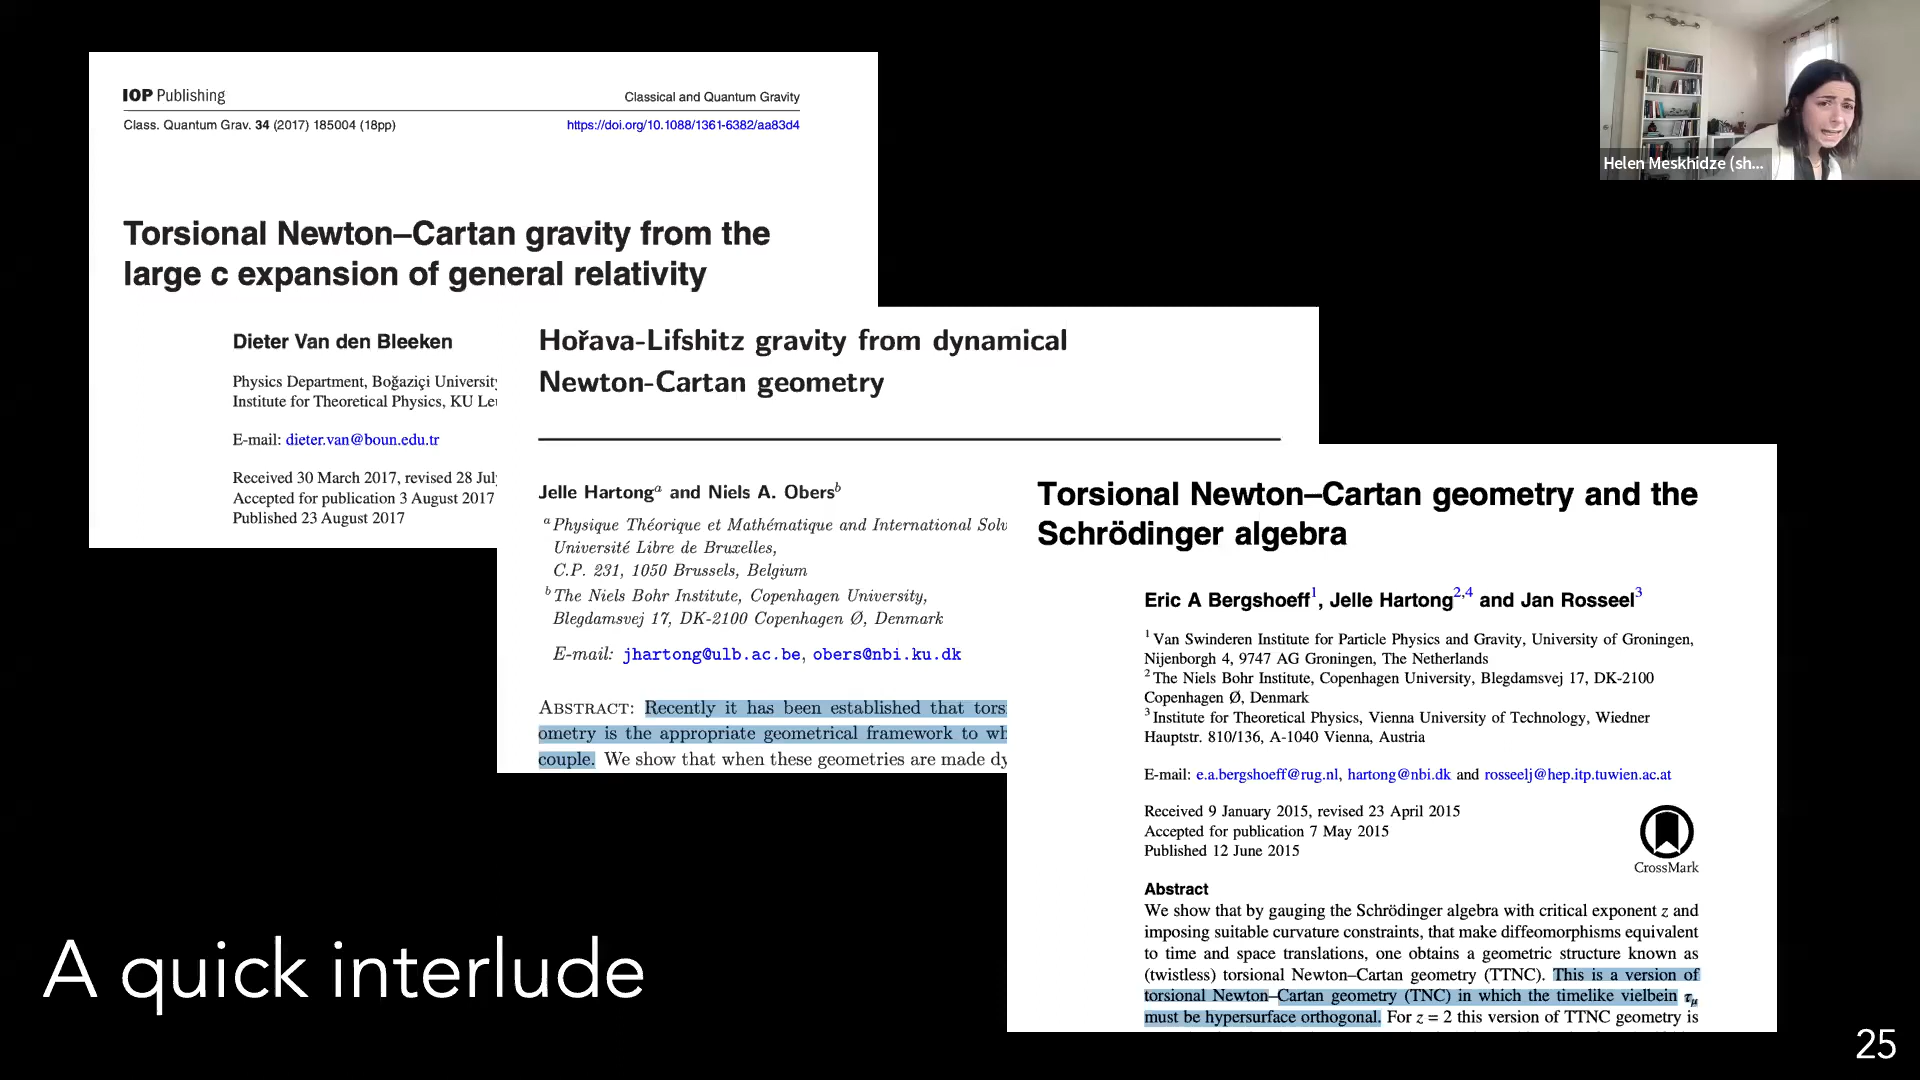 IOP Publishing
Classical and Quantum Gravity
Class. Quantum Grav. 34 (2017) 185004 (18pp)
https://doi.org/10.1088/1361-6382/aa83d4
Torsional Newton–Cartan gravity from the
large c expansion of general relativity
Dieter Van den Bleeken
Physics Department, Boğaziçi University
Institute for Theoretical Physics, KU
E-mail: dieter.van@boun.edu.tr
Received 30 March 2017, revised 28
Accepted for publication 3 August 2017
Published 23 August 2017
Hořava-Lifshitz gravity from dynamical
Newton-Cartan geometry
Jelle Hartongᵃ and Niels A. Obersᵇ
ᵃ Physique Théorique et Mathématique and International
Université Libre de Bruxelles,
C.P. 231, 1050 Brussels, Belgium
ᵇ The Niels Bohr Institute, Copenhagen University,
Blegdamsvej 17, DK-2100 Copenhagen Ø, Denmark
E-mail: jhartong@ulb.ac.be, obers@nbi.ku.dk
ABSTRACT: Recently it has been established that
ometry is the appropriate geometrical framework to
couple. We show that when these geometries are made
Torsional Newton–Cartan geometry and the
Schrödinger algebra
Eric A Bergshoeff¹, Jelle Hartong²,⁴ and Jan Rosseel³
¹ Van Swinderen Institute for Particle Physics and Gravity, University of Groningen,
Nijenborgh 4, 9747 AG Groningen, The Netherlands
² The Niels Bohr Institute, Copenhagen University, Blegdamsvej 17, DK-2100
Copenhagen Ø, Denmark
³ Institute for Theoretical Physics, Vienna University of Technology, Wiedner
Hauptstr. 810/136, A-1040 Vienna, Austria
E-mail: e.a.bergshoeff@rug.nl, hartong@nbi.dk and rosseelj@hep.itp.tuwien.ac.at
Received 9 January 2015, revised 23 April 2015
Accepted for publication 7 May 2015
Published 12 June 2015
CrossMark
Abstract
We show that by gauging the Schrödinger algebra with critical exponent z and
imposing suitable curvature constraints, that make diffeomorphisms equivalent
to time and space translations, one obtains a geometric structure known as
(twistless) torsional Newton–Cartan geometry (TTNC). This is a version of
torsional Newton–Cartan geometry (TNC) in which the timelike vielbein τμ
must be hypersurface orthogonal. For z = 2 this version of TTNC geometry is
A quick interlude
25
Helen Meskhidze (sh...